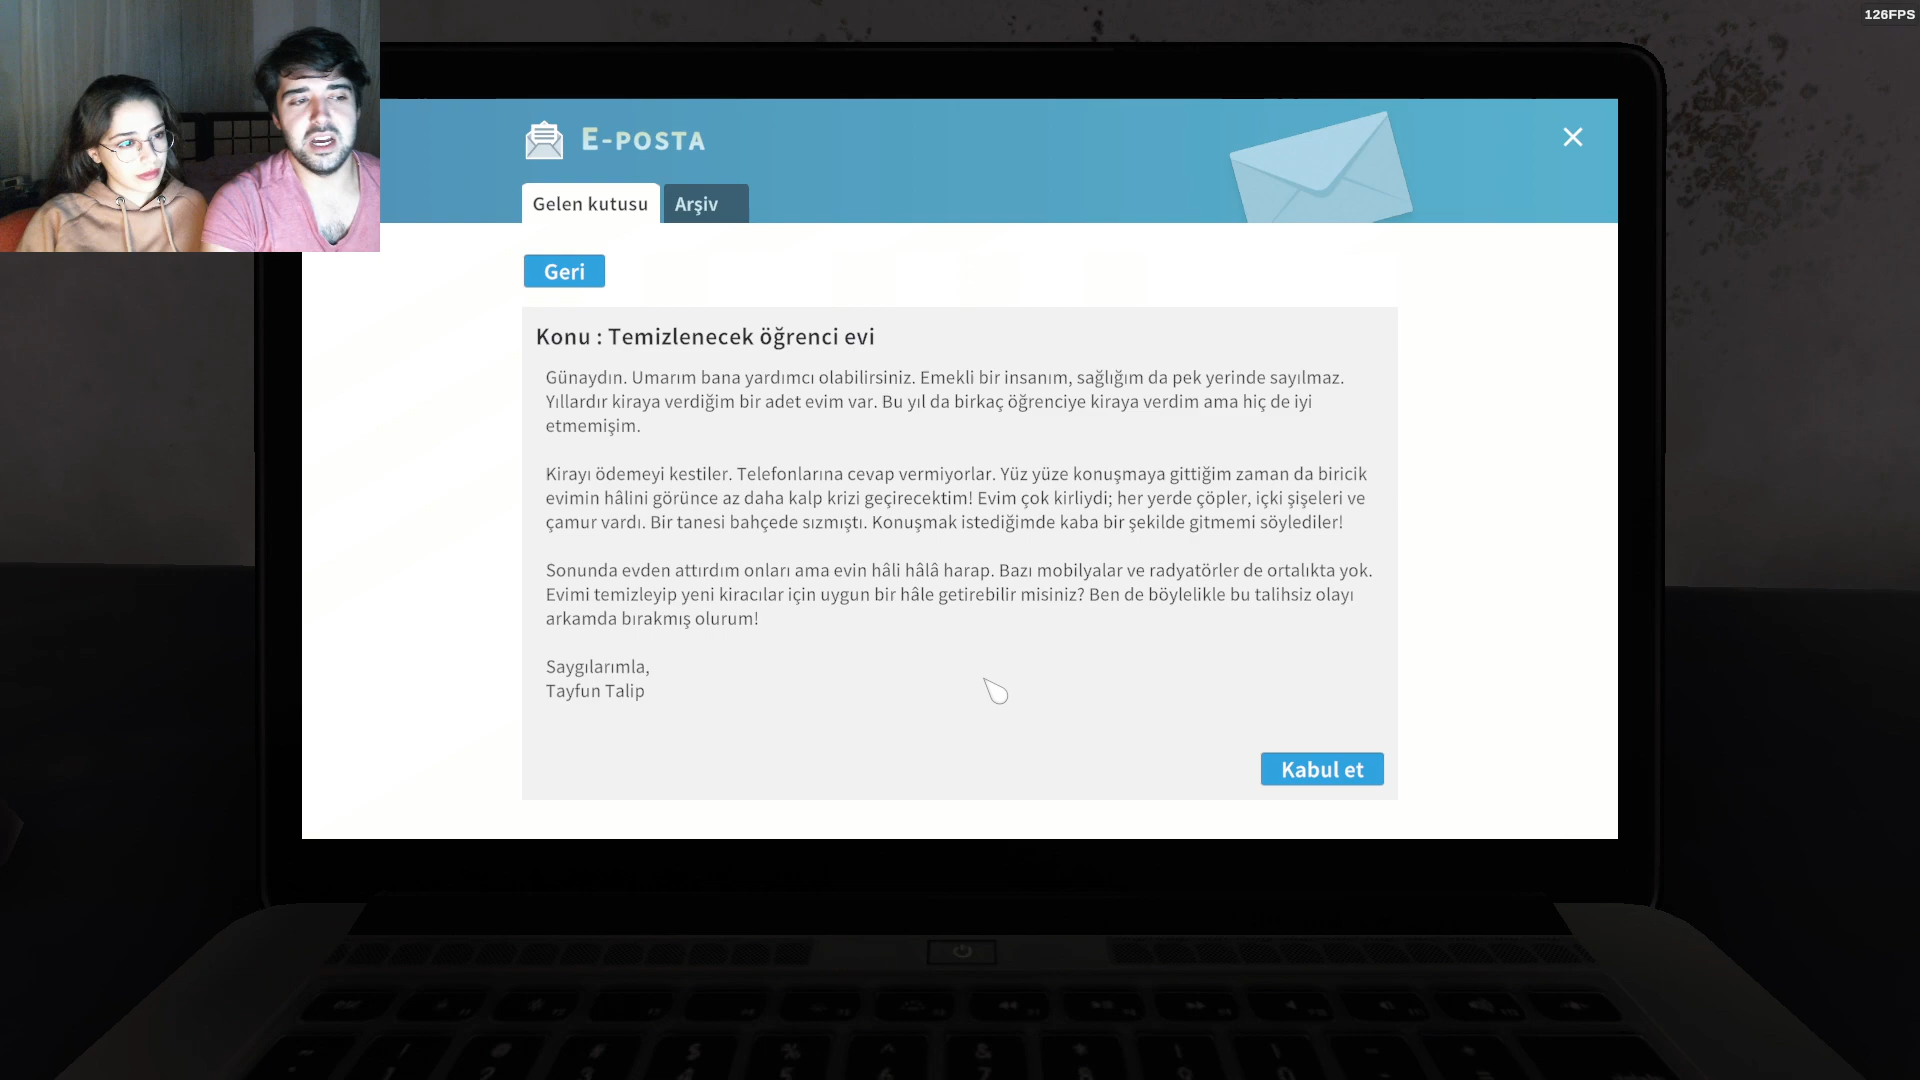 126FPS
E-POSTA
Gelen kutusu
Arşiv
Geri
Konu : Temizlenecek öğrenci evi
Günaydın. Umarım bana yardımcı olabilirsiniz. Emekli bir insanım, sağlığım da pek yerinde sayılmaz.
Yıllardır kiraya verdiğim bir adet evim var. Bu yıl da birkaç öğrenciye kiraya verdim ama hiç de iyi
etmemişim.
Kirayı ödemeyi kestiler. Telefonlarına cevap vermiyorlar. Yüz yüze konuşmaya gittiğim zaman da biricik
evimin hâlini görünce az daha kalp krizi geçirecektim! Evim çok kirliydi; her yerde çöpler, içki şişeleri ve
çamur vardı. Bir tanesi bahçede sızmıştı. Konuşmak istediğimde kaba bir şekilde gitmemi söylediler!
Sonunda evden attırdım onları ama evin hâli hâlâ harap. Bazı mobilyalar ve radyatörler de ortalıkta yok.
Evimi temizleyip yeni kiracılar için uygun bir hâle getirebilir misiniz? Ben de böylelikle bu talihsiz olayı
arkamda bırakmış olurum!
Saygılarımla,
Tayfun Talip
Kabul et